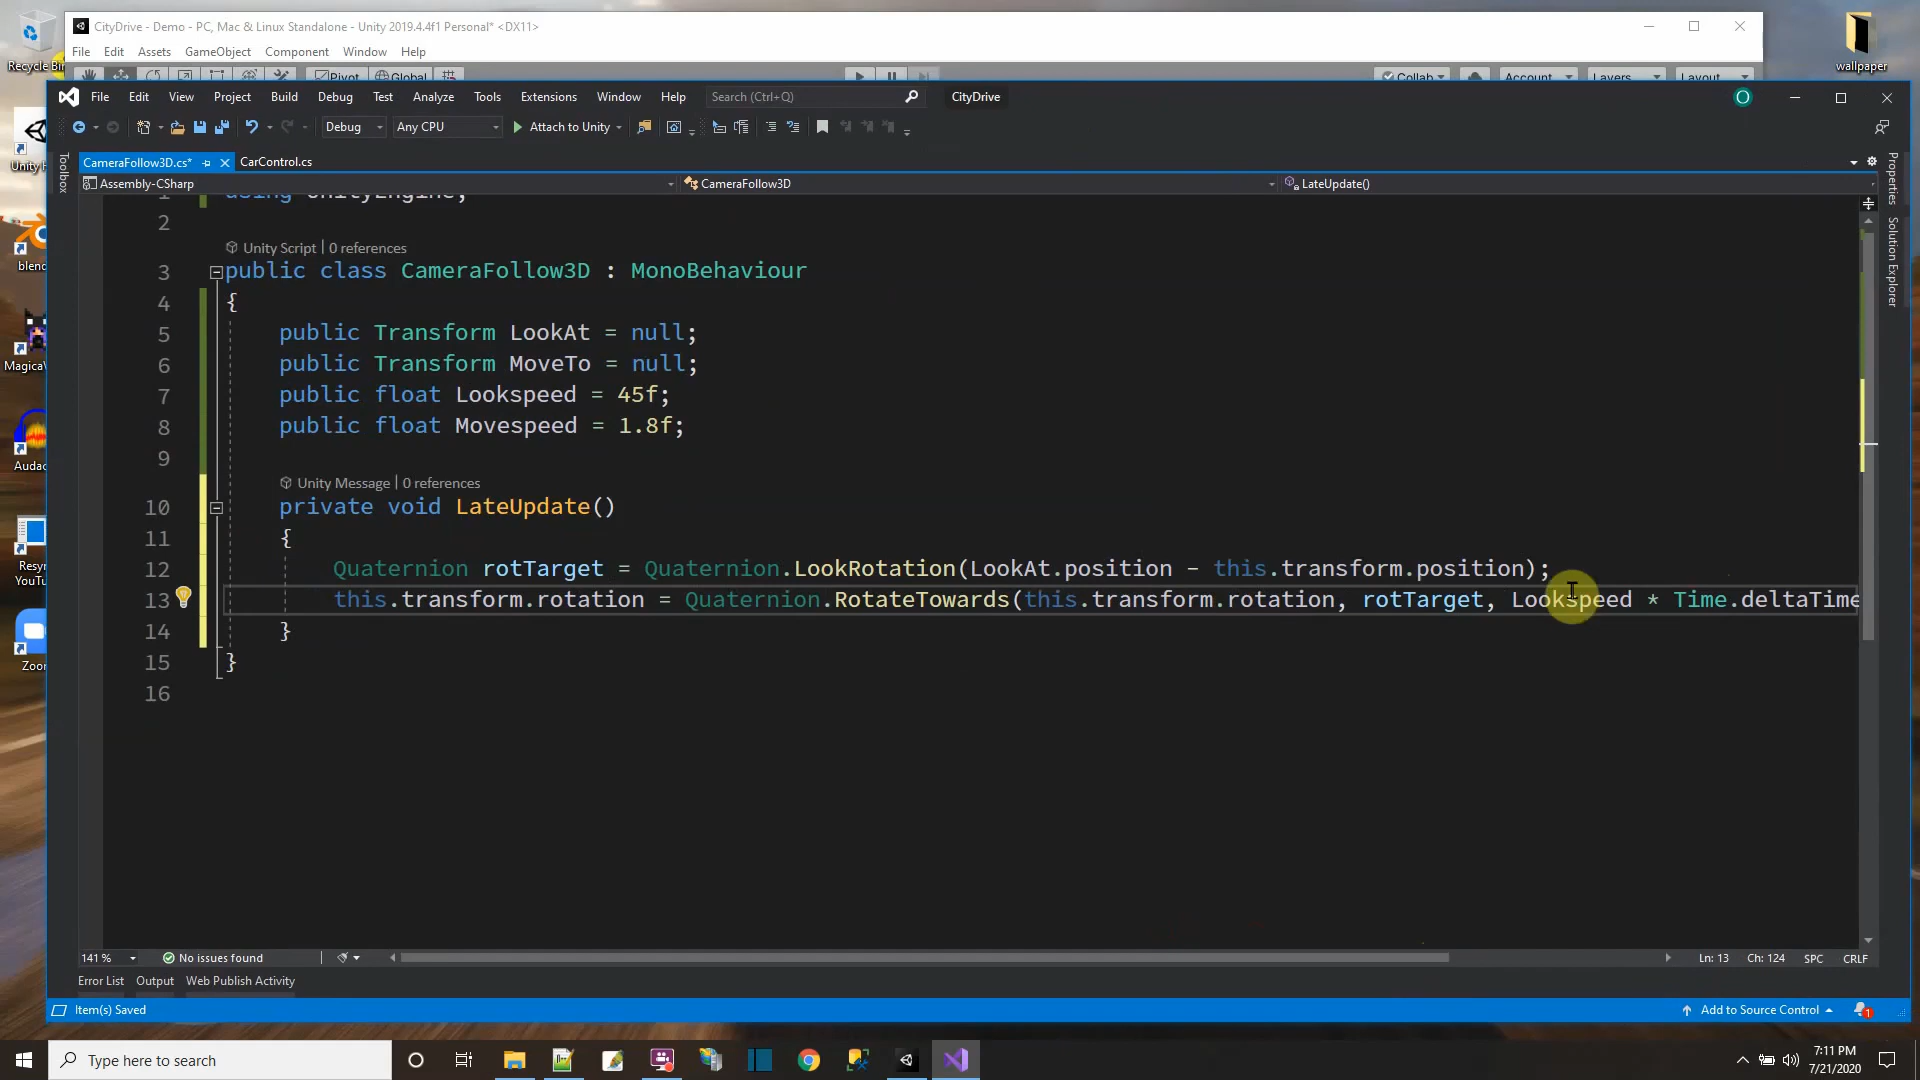 Recycle Bin
CityDrive - Demo - PC, Mac & Linux Standalone - Unity 2019.4.4f1 Personal* <DX11>
File Edit Assets GameObject Component Window Help
Pivot Global Collab Account Layers Layout
wallpaper
File Edit View Project Build Debug Test Analyze Tools Extensions Window Help Search (Ctrl+Q) CityDrive O
Debug Any CPU Attach to Unity
Unity H
CameraFollow3D.cs* CarControl.cs
Toolbox
Properties
Solution Explorer
Assembly-CSharp CameraFollow3D LateUpdate()
1 using UnityEngine;
2
Unity Script | 0 references
3 public class CameraFollow3D : MonoBehaviour
4 {
5 public Transform LookAt = null;
6 public Transform MoveTo = null;
7 public float Lookspeed = 45f;
8 public float Movespeed = 1.8f;
9
Unity Message | 0 references
10 private void LateUpdate()
11 {
12 Quaternion rotTarget = Quaternion.LookRotation(LookAt.position - this.transform.position);
13 this.transform.rotation = Quaternion.RotateTowards(this.transform.rotation, rotTarget, Lookspeed * Time.deltaTime
14 }
15 }
16
blend
MagicaV
Audac
Resyn
YouTu
Zoom
141 % No issues found Ln: 13 Ch: 124 SPC CRLF
Error List Output Web Publish Activity
Item(s) Saved Add to Source Control 1
Type here to search
7:11 PM
7/21/2020